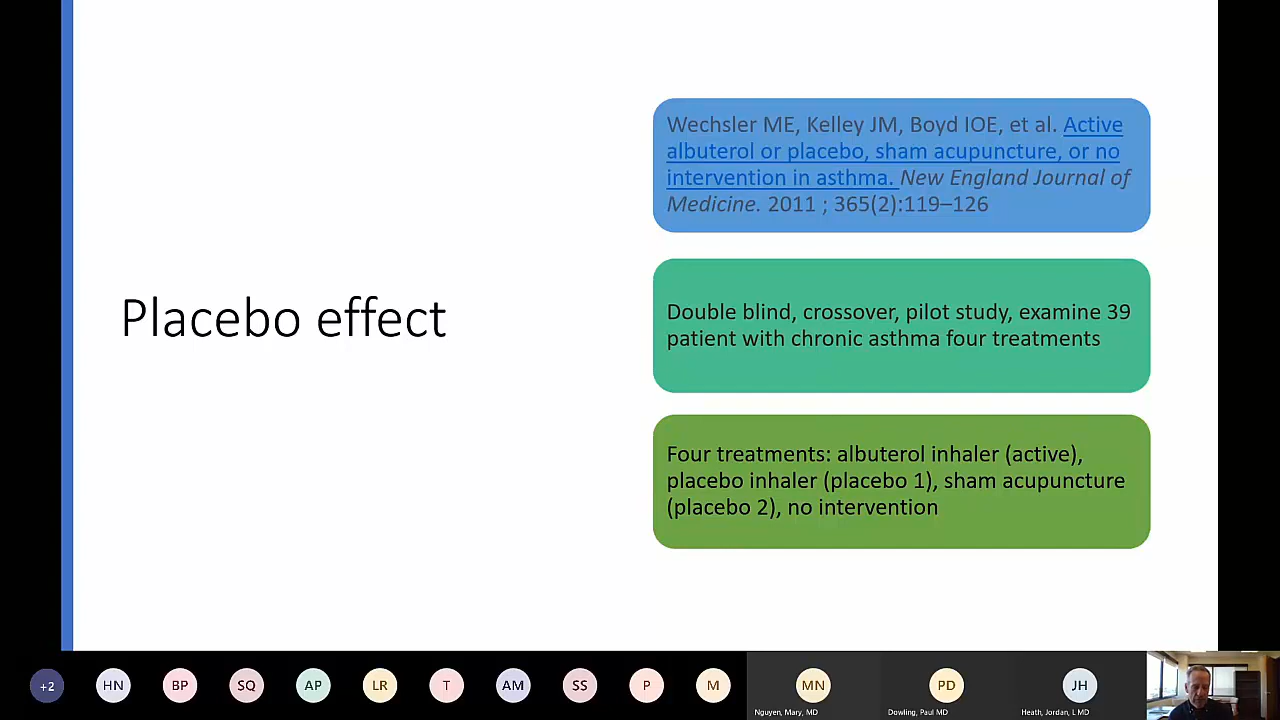 Placebo effect
Wechsler ME, Kelley JM, Boyd IOE, et al. Active
albuterol or placebo, sham acupuncture, or no
intervention in asthma. New England Journal of
Medicine. 2011 ; 365(2):119–126
Double blind, crossover, pilot study, examine 39
patient with chronic asthma four treatments
Four treatments: albuterol inhaler (active),
placebo inhaler (placebo 1), sham acupuncture
(placebo 2), no intervention
+2
HN
BP
SQ
AP
LR
T
AM
SS
P
M
MN
PD
JH
Nguyen, Mary, MD
Dowling, Paul MD
Heath, Jordan, L MD